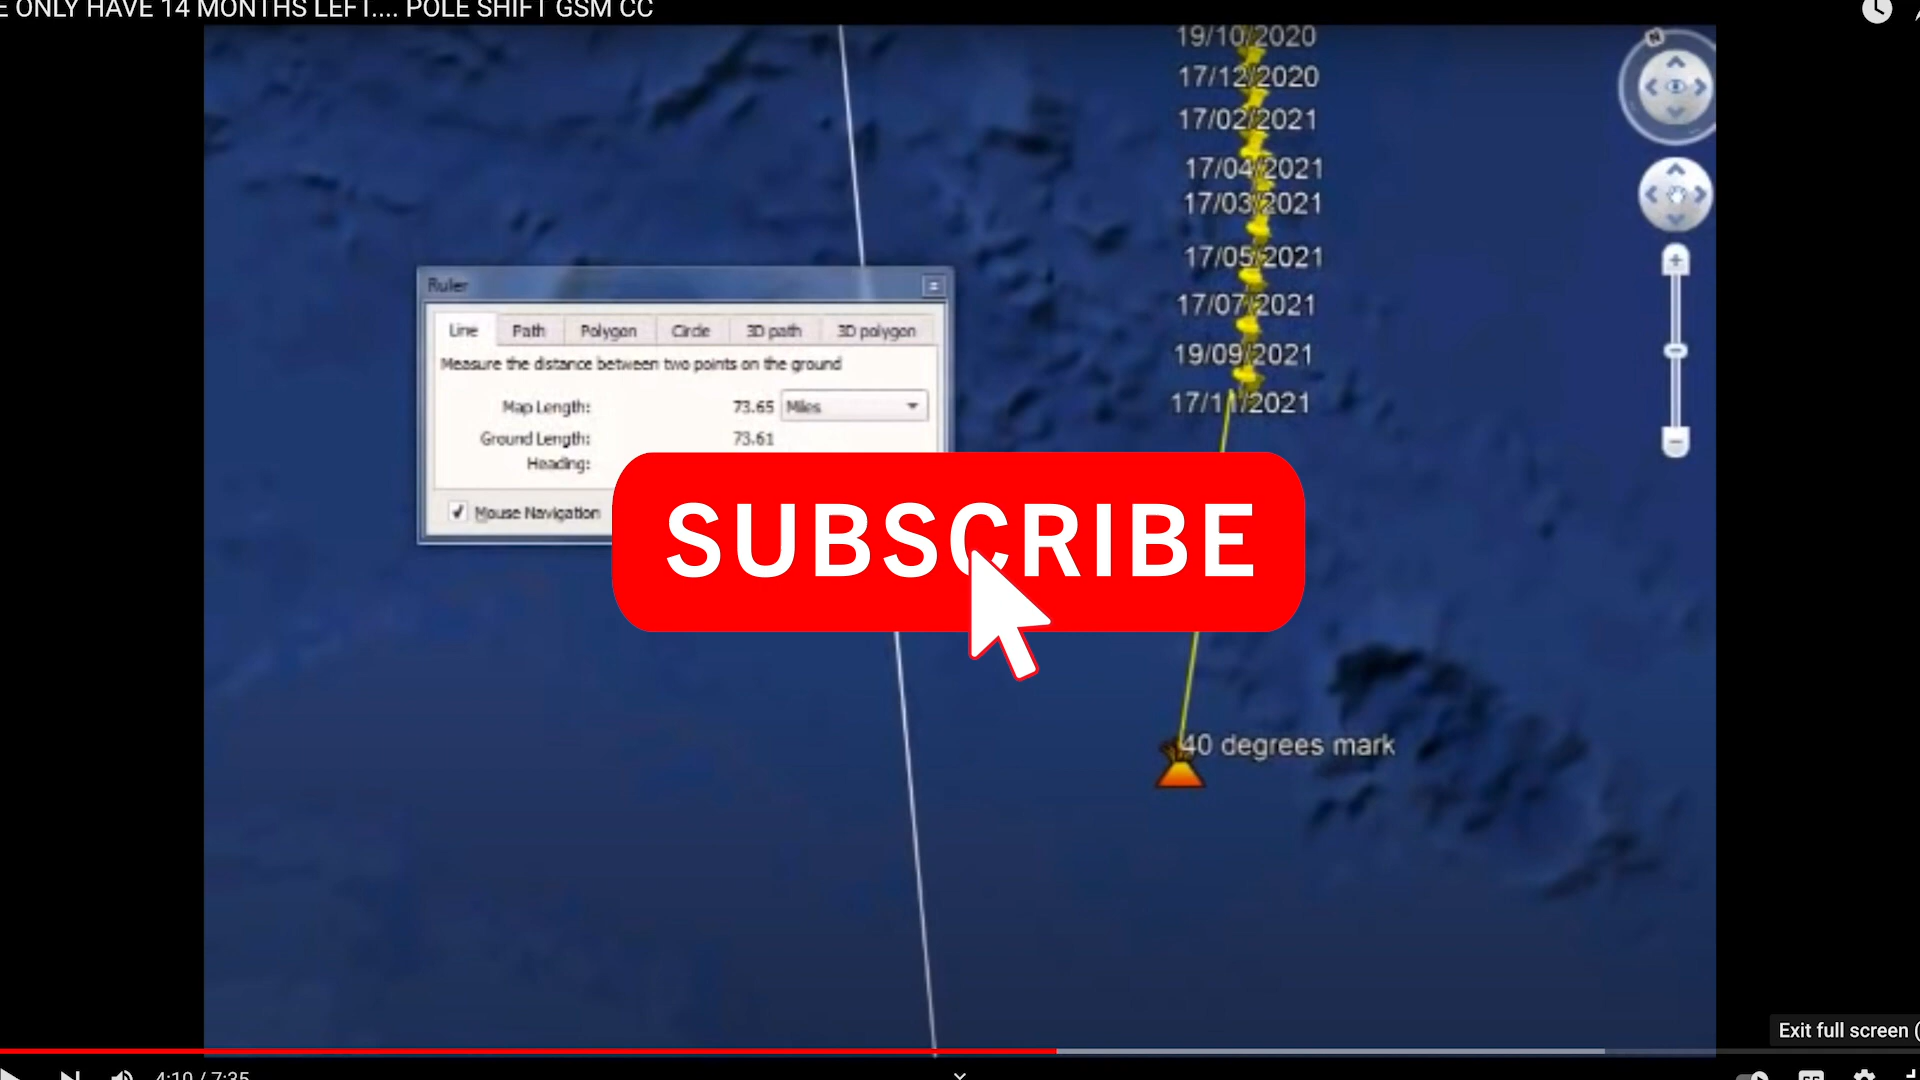 E ONLY HAVE 14 MONTHS LEFT.... POLE SHIFT GSM CC
19/10/2020
17/12/2020
17/02/2021
17/04/2021
17/03/2021
17/05/2021
17/07/2021
19/09/2021
17/11/2021
N
Ruler
Line Path Polygon Circle 3D path 3D polygon
Measure the distance between two points on the ground
Map Length: 73.65 Miles
Ground Length: 73.61
Heading:
Mouse Navigation
SUBSCRIBE
40 degrees mark
Exit full screen (
4:10 / 7:35